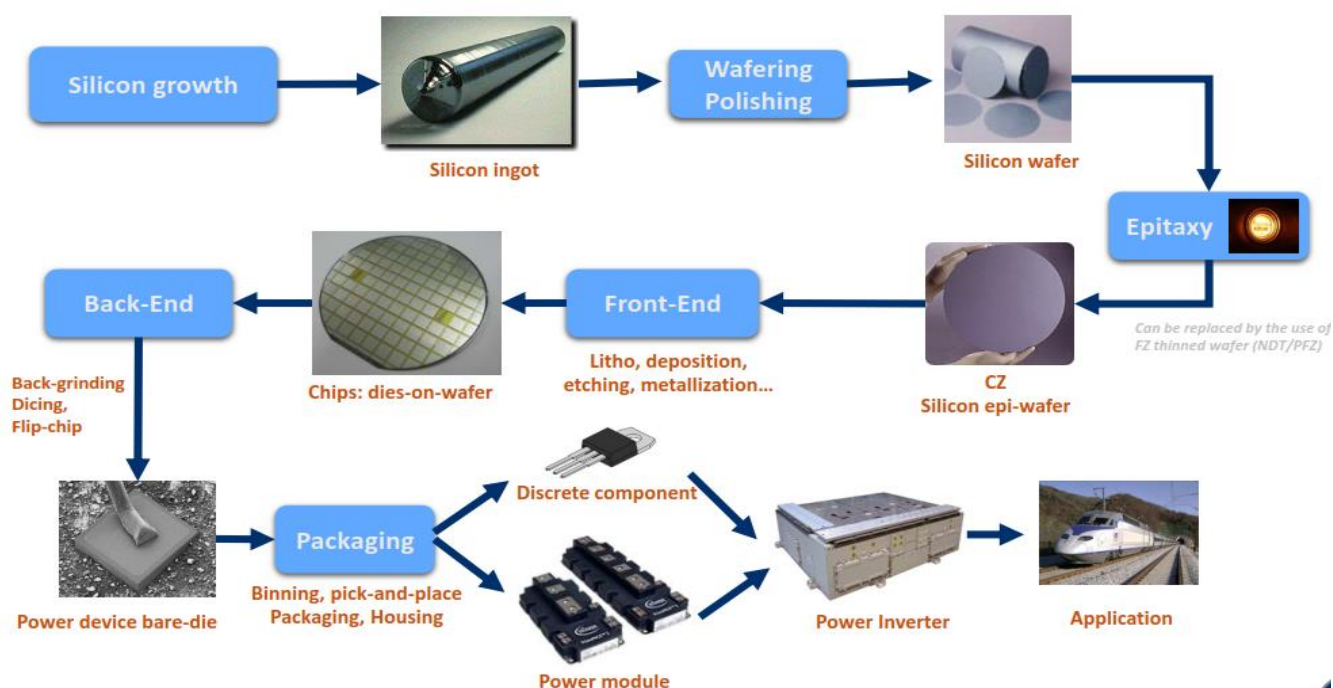 Silicon growth
Silicon ingot
Wafering
Polishing
Silicon wafer
Epitaxy
Can be replaced by the use of
FZ thinned wafer (NDT/PFZ)
CZ
Silicon epi-wafer
Front-End
Litho, deposition,
etching, metallization...
Chips: dies-on-wafer
Back-End
Back-grinding
Dicing,
Flip-chip
Power device bare-die
Packaging
Binning, pick-and-place
Packaging, Housing
Discrete component
Power module
Power Inverter
Application